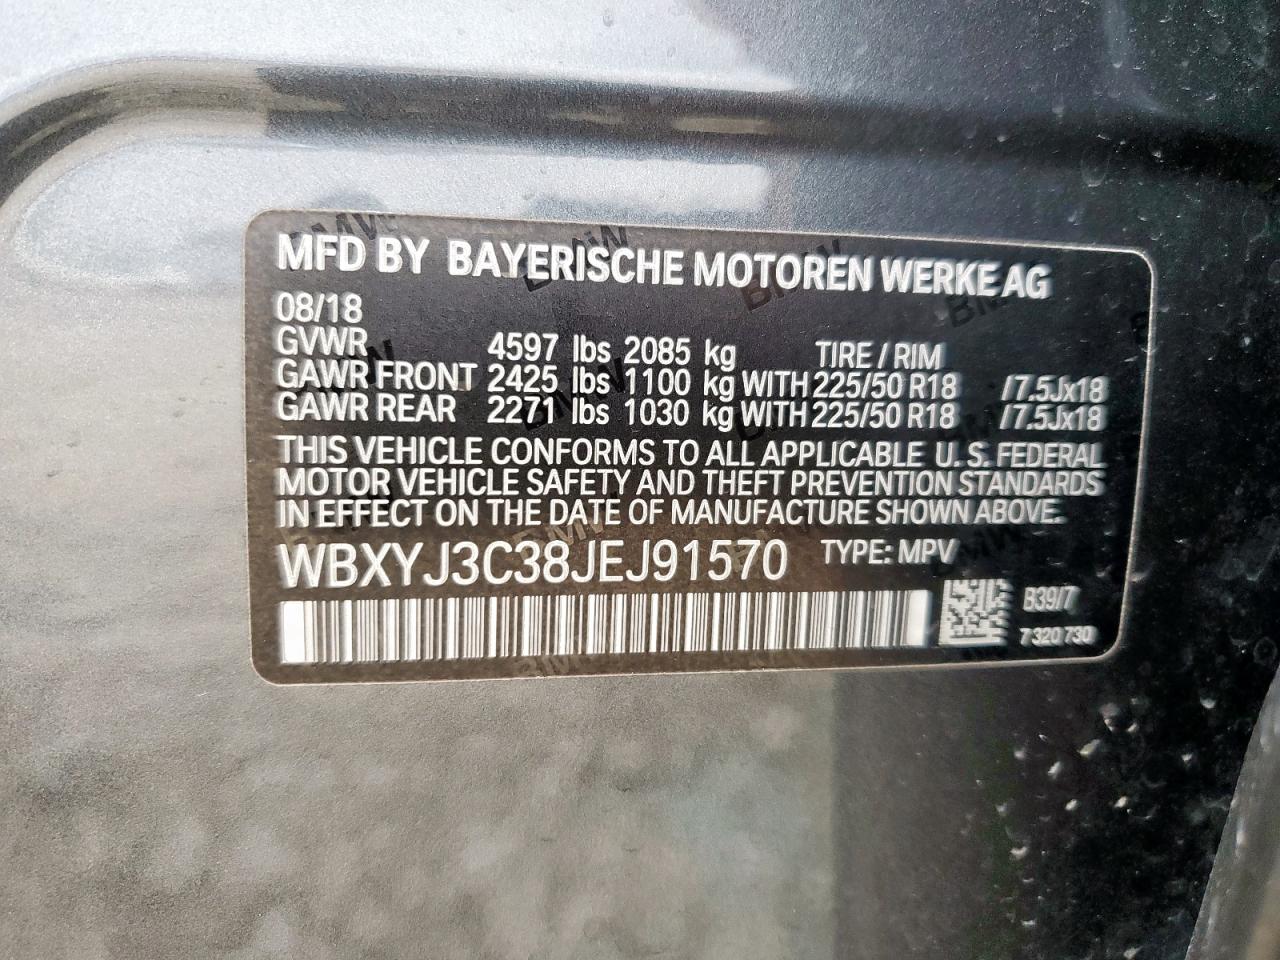 MFD BY BAYERISCHE MOTOREN WERKE AG
08/18
GVWR 4597 lbs 2085 kg TIRE / RIM
GAWR FRONT 2425 lbs 1100 kg WITH 225/50 R18 /7.5Jx18
GAWR REAR 2271 lbs 1030 kg WITH 225/50 R18 /7.5Jx18
THIS VEHICLE CONFORMS TO ALL APPLICABLE U.S. FEDERAL
MOTOR VEHICLE SAFETY AND THEFT PREVENTION STANDARDS
IN EFFECT ON THE DATE OF MANUFACTURE SHOWN ABOVE.
WBXYJ3C38JEJ91570 TYPE: MPV
B39/7
7 320 730